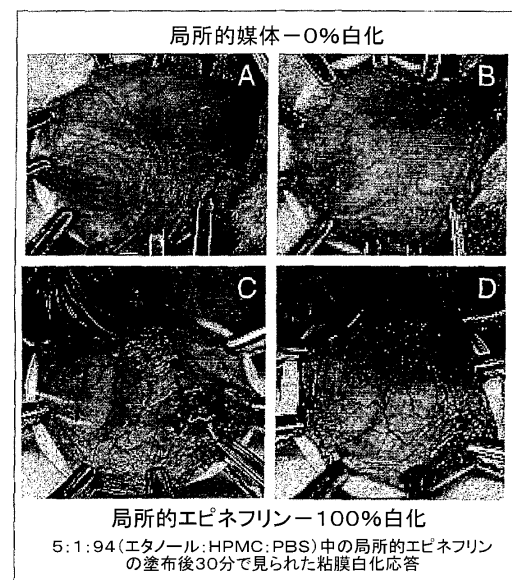 局所的媒体－0%白化
A
B
C
D
局所的エピネフリン－100%白化
5:1:94(エタノール:HPMC:PBS)中の局所的エピネフリン
の塗布後30分で見られた粘膜白化応答